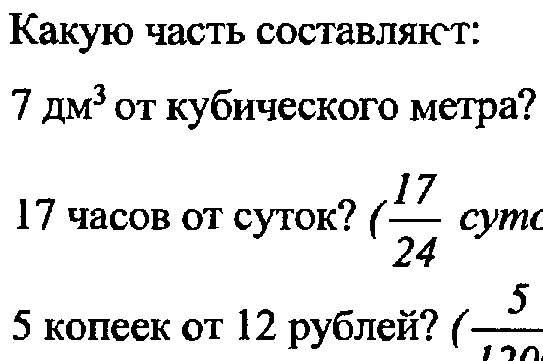 Какую часть составляют:
7 дм³ от кубического метра?
17 часов от суток? (17/24
5 копеек от 12 рублей? (5/